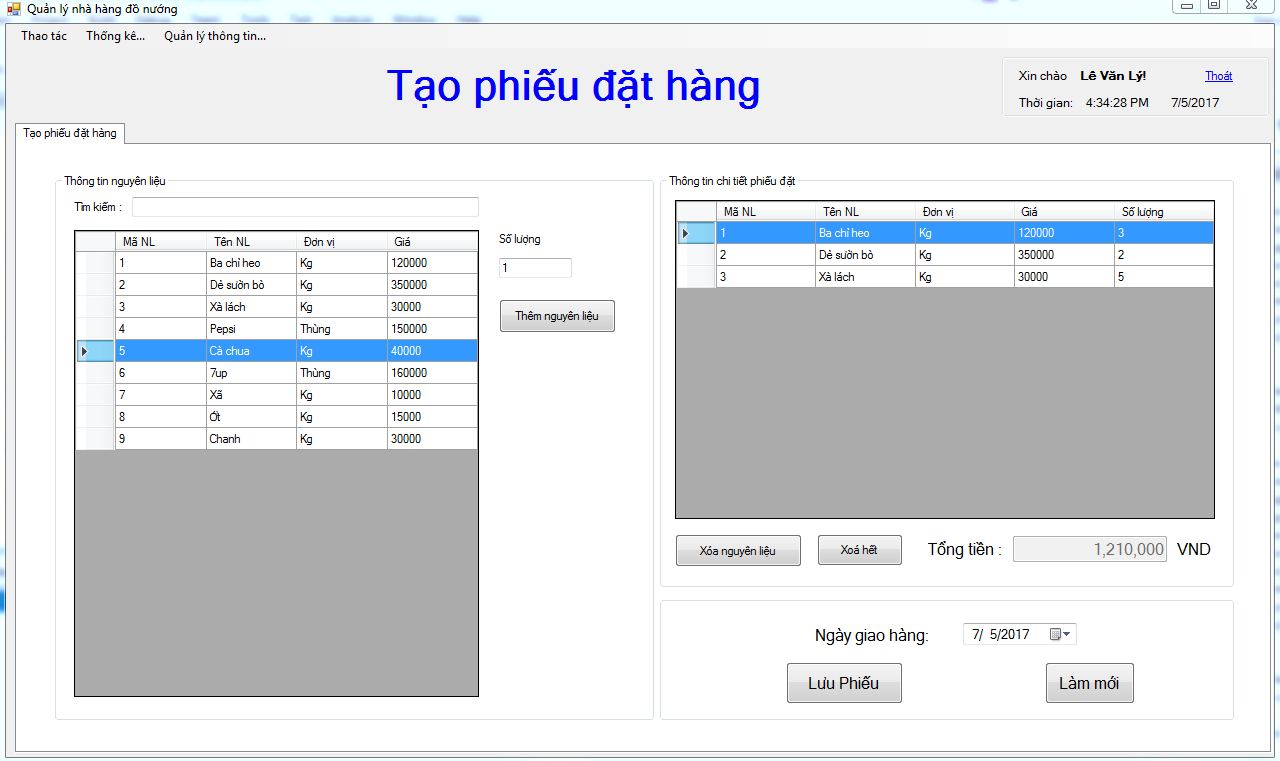 Quản lý nhà hàng đồ nướng
Thao tác Thống kê... Quản lý thông tin...
Tạo phiếu đặt hàng
Xin chào Lê Văn Lý! Thoát
Thời gian: 4:34:28 PM 7/5/2017
Tạo phiếu đặt hàng
Thông tin nguyên liệu
Tìm kiếm :
Mã NL Tên NL Đơn vị Giá
1 Ba chỉ heo Kg 120000
2 Dẻ sườn bò Kg 350000
3 Xà lách Kg 30000
4 Pepsi Thùng 150000
5 Cà chua Kg 40000
6 7up Thùng 160000
7 Xã Kg 10000
8 Ớt Kg 15000
9 Chanh Kg 30000
Số lượng
1
Thêm nguyên liệu
Thông tin chi tiết phiếu đặt
Mã NL Tên NL Đơn vị Giá Số lượng
1 Ba chỉ heo Kg 120000 3
2 Dẻ sườn bò Kg 350000 2
3 Xà lách Kg 30000 5
Xóa nguyên liệu Xoá hết Tổng tiền : 1,210,000 VND
Ngày giao hàng: 7/ 5/2017
Lưu Phiếu Làm mới